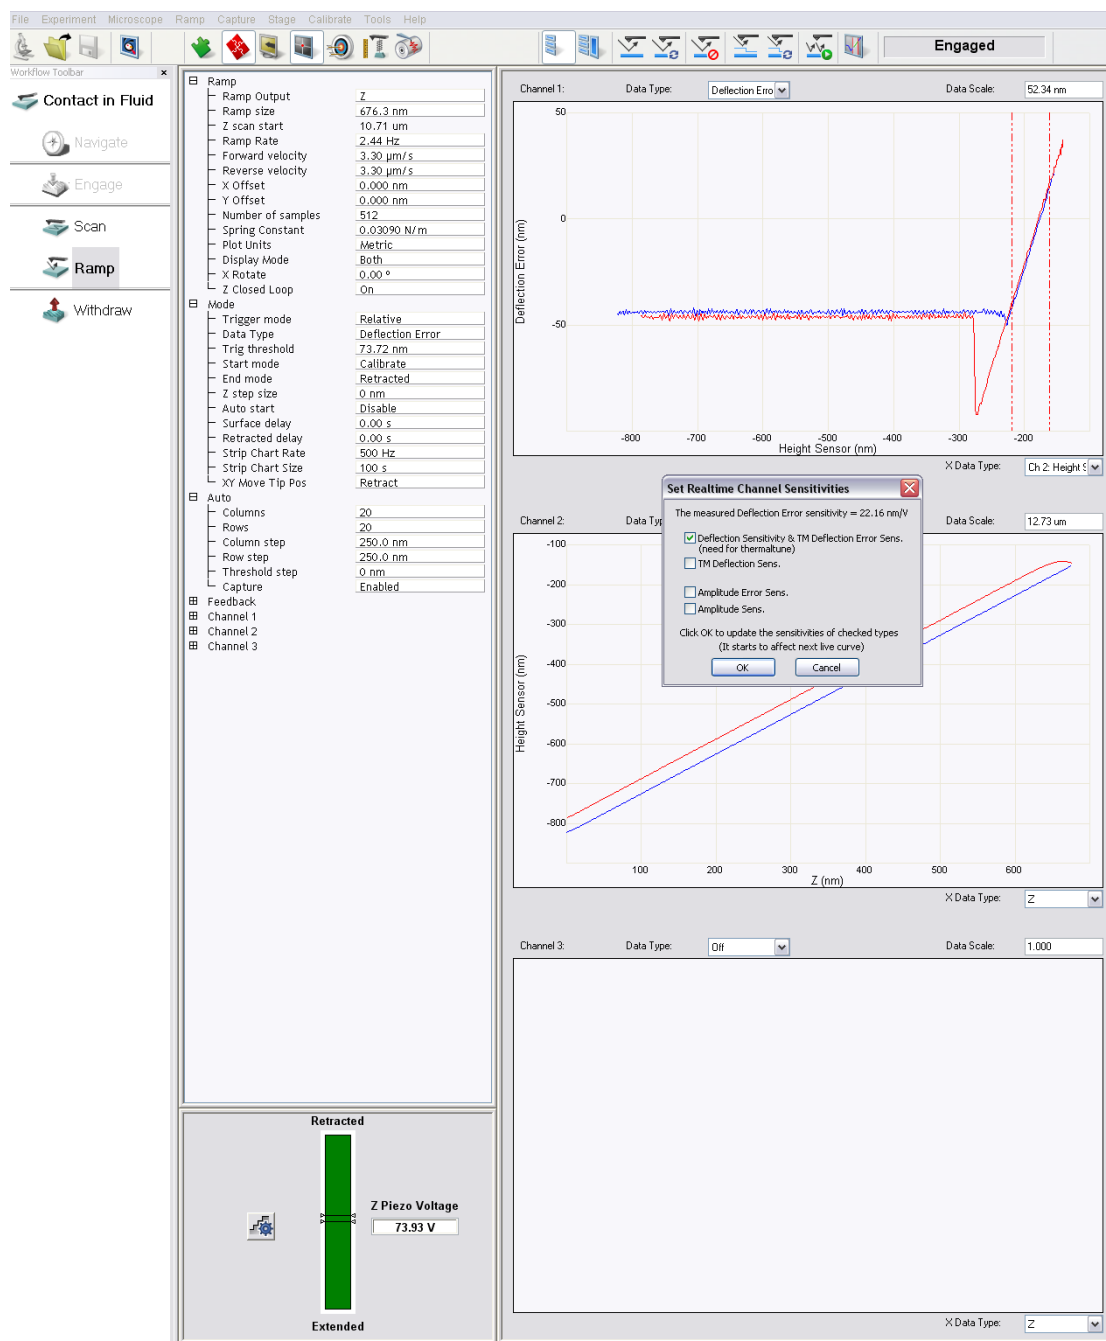 File Experiment Microscope Ramp Capture Stage Calibrate Tools Help
Engaged
Workflow Toolbar ×
Contact in Fluid
Navigate
Engage
Scan
Ramp
Withdraw
Ramp
Ramp Output Z
Ramp size 676.3 nm
Z scan start 10.71 um
Ramp Rate 2.44 Hz
Forward velocity 3.30 µm/s
Reverse velocity 3.30 µm/s
X Offset 0.000 nm
Y Offset 0.000 nm
Number of samples 512
Spring Constant 0.03090 N/m
Plot Units Metric
Display Mode Both
X Rotate 0.00 º
Z Closed Loop On
Mode
Trigger mode Relative
Data Type Deflection Error
Trig threshold 73.72 nm
Start mode Calibrate
End mode Retracted
Z step size 0 nm
Auto start Disable
Surface delay 0.00 s
Retracted delay 0.00 s
Strip Chart Rate 500 Hz
Strip Chart Size 100 s
XY Move Tip Pos Retract
Auto
Columns 20
Rows 20
Column step 250.0 nm
Row step 250.0 nm
Threshold step 0 nm
Capture Enabled
Feedback
Channel 1
Channel 2
Channel 3
Retracted
Z Piezo Voltage
73.93 V
Extended
Channel 1: Data Type: Deflection Erro Data Scale: 52.34 nm
50
0
-50
Deflection Error (nm)
-800 -700 -600 -500 -400 -300 -200
Height Sensor (nm)
X Data Type: Ch 2: Height S
Set Realtime Channel Sensitivities
The measured Deflection Error sensitivity = 22.16 nm/V
Deflection Sensitivity & TM Deflection Error Sens.
(need for thermaltune)
TM Deflection Sens.
Amplitude Error Sens.
Amplitude Sens.
Click OK to update the sensitivities of checked types
(It starts to affect next live curve)
OK Cancel
Channel 2: Data Typ Data Scale: 12.73 um
-100
-200
-300
-400
-500
-600
-700
-800
Height Sensor (nm)
100 200 300 400 500 600
Z (nm)
X Data Type: Z
Channel 3: Data Type: Off Data Scale: 1.000
X Data Type: Z